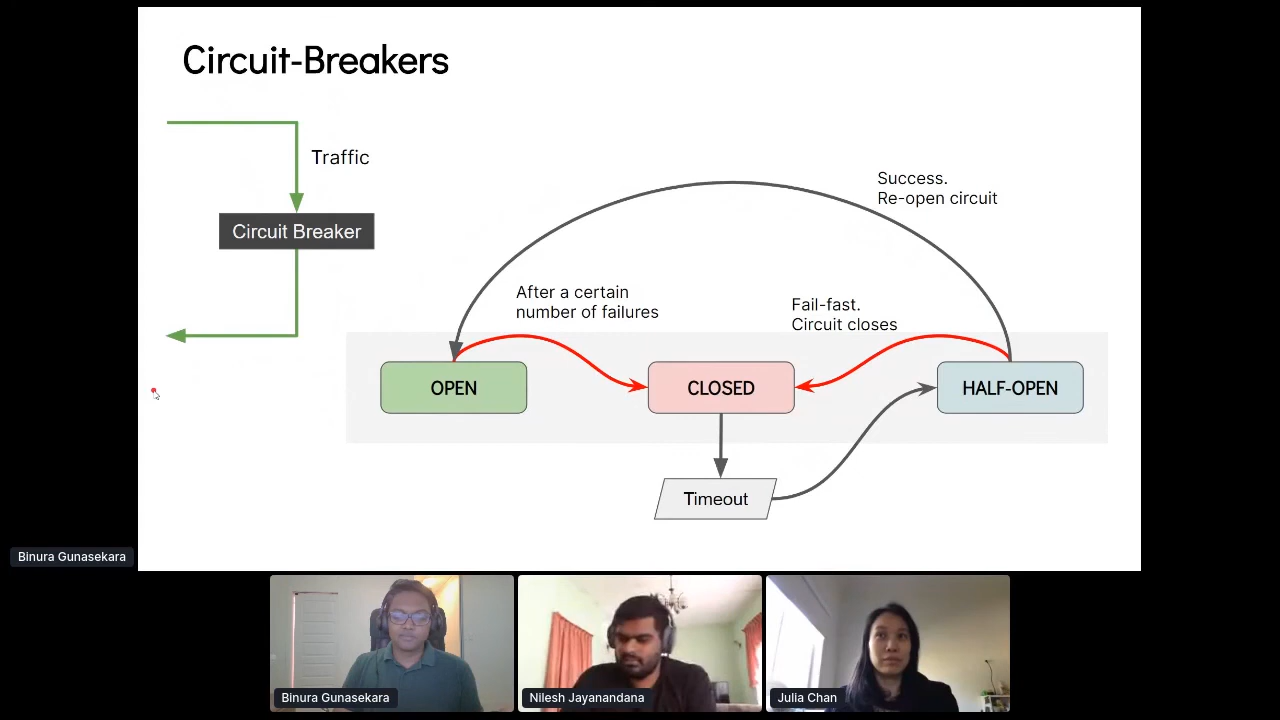 Circuit-Breakers
Traffic
Circuit Breaker
Success.
Re-open circuit
After a certain
number of failures
Fail-fast.
Circuit closes
OPEN
CLOSED
HALF-OPEN
Timeout
Binura Gunasekara
Binura Gunasekara
Nilesh Jayanandana
Julia Chan